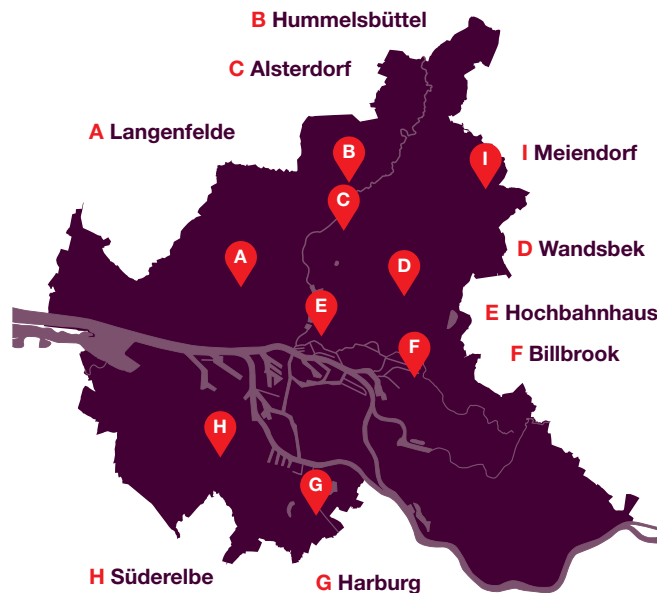 B Hummelsbüttel
C Alsterdorf
A Langenfelde
B
I
I Meiendorf
C
A
D
D Wandsbek
E
E Hochbahnhaus
F
F Billbrook
H
G
H Süderelbe
G Harburg